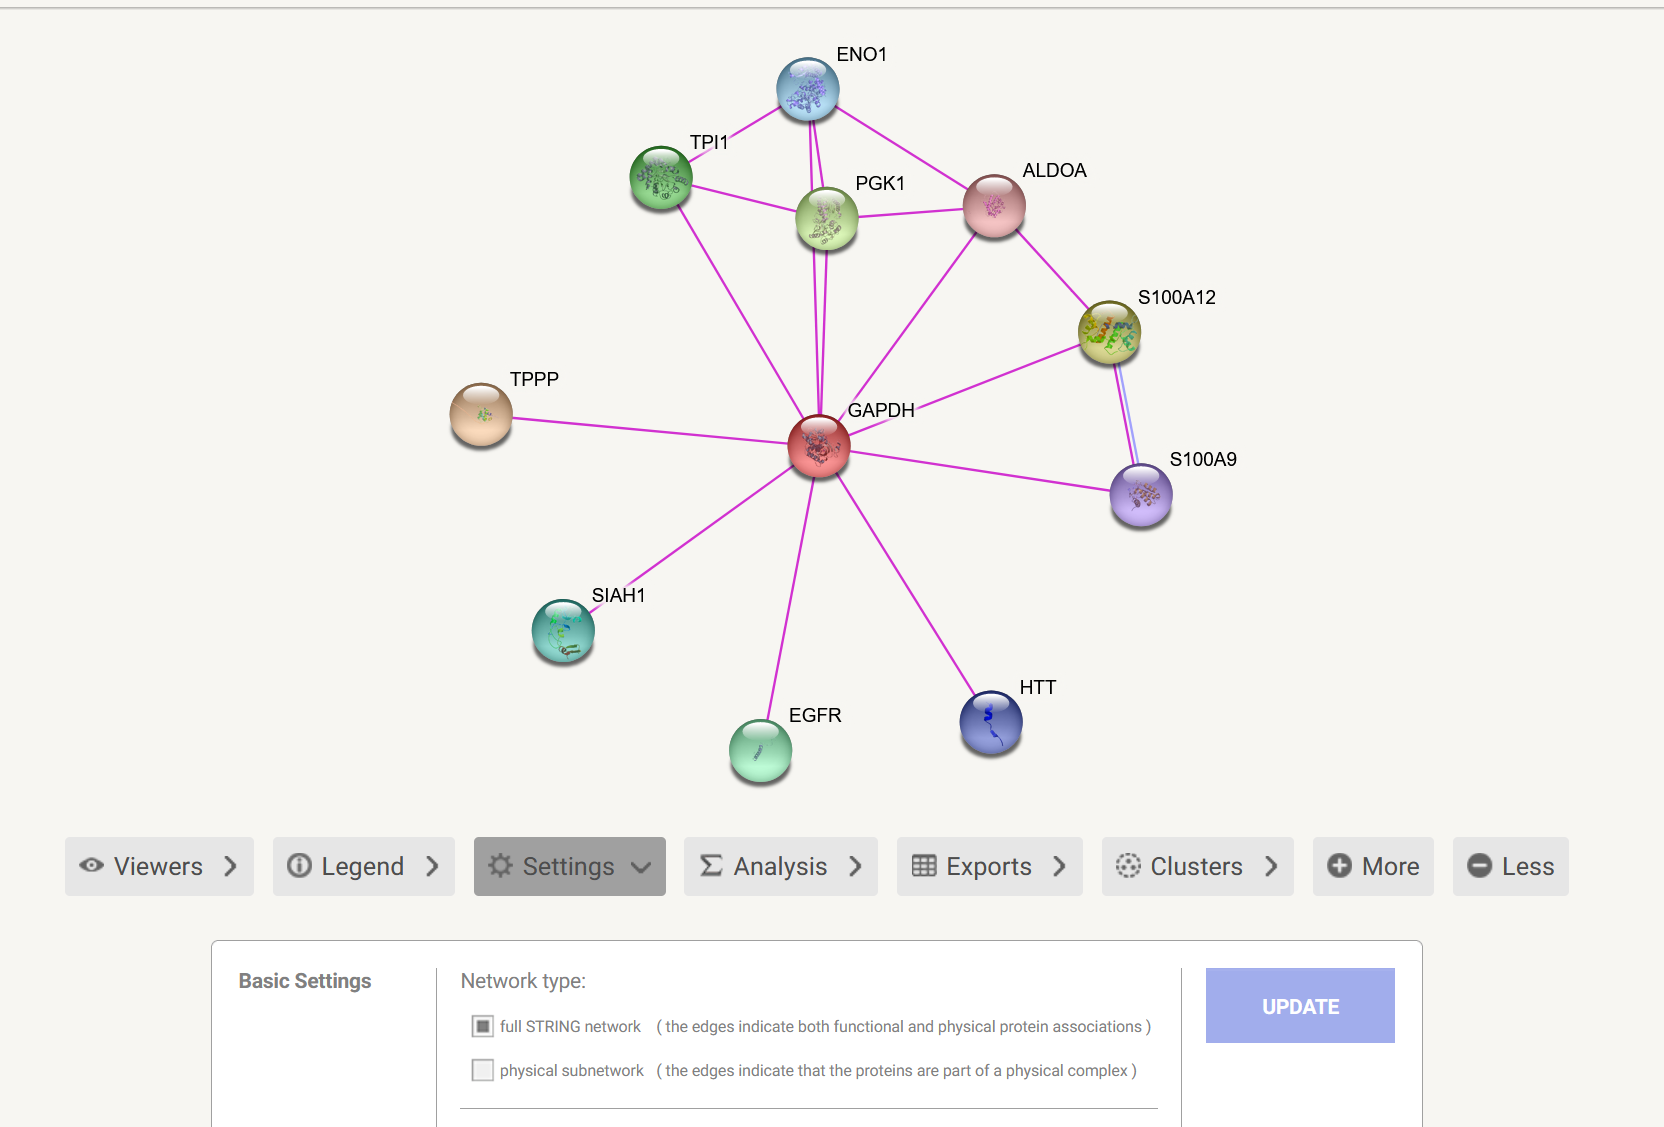 ENO1
TPI1
PGK1
ALDOA
S100A12
TPPP
GAPDH
S100A9
SIAH1
HTT
EGFR
Viewers
Legend
Settings
Analysis
Exports
Clusters
More
Less
Basic Settings
Network type:
UPDATE
full STRING network ( the edges indicate both functional and physical protein associations )
physical subnetwork ( the edges indicate that the proteins are part of a physical complex )